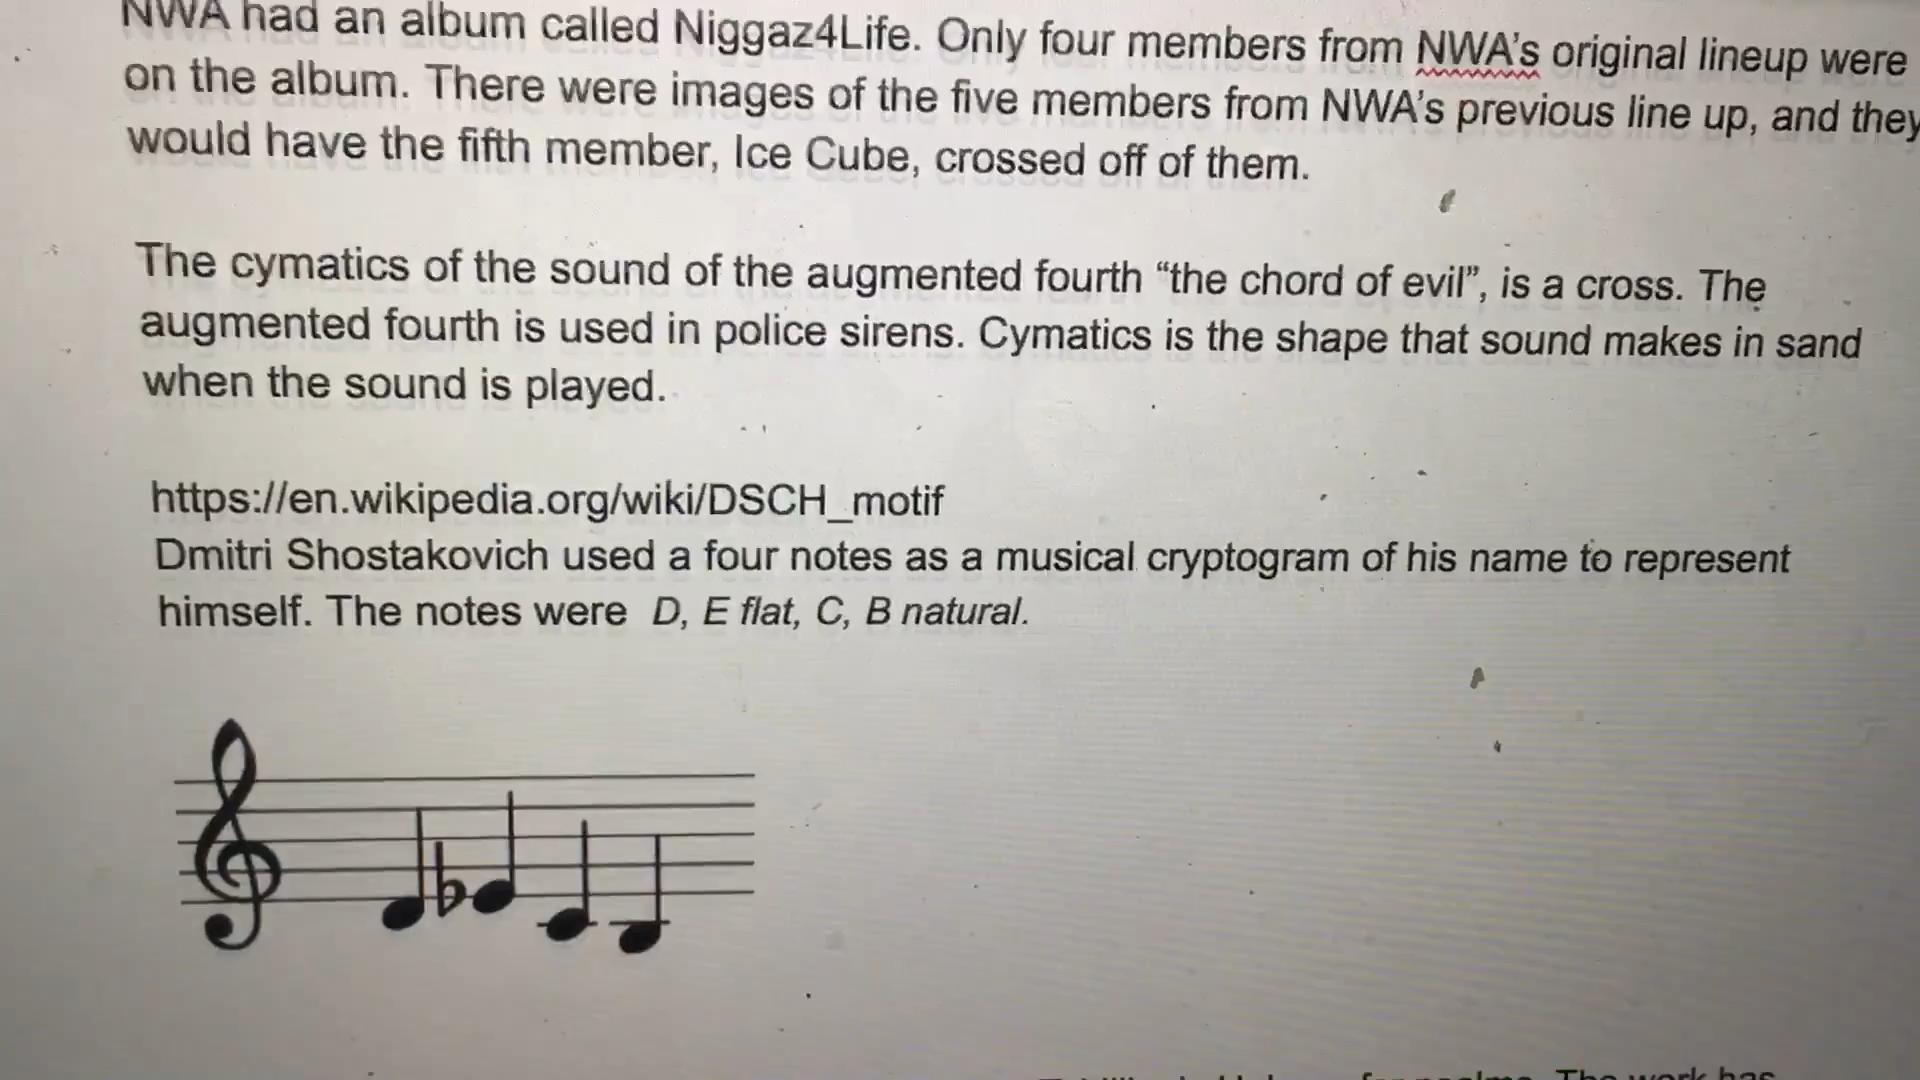 NWA had an album called Niggaz4Life. Only four members from NWA's original lineup were
on the album. There were images of the five members from NWA's previous line up, and they
would have the fifth member, Ice Cube, crossed off of them.
The cymatics of the sound of the augmented fourth “the chord of evil”, is a cross. The
augmented fourth is used in police sirens. Cymatics is the shape that sound makes in sand
when the sound is played.
https://en.wikipedia.org/wiki/DSCH_motif
Dmitri Shostakovich used a four notes as a musical cryptogram of his name to represent
himself. The notes were D, E flat, C, B natural.
The work has